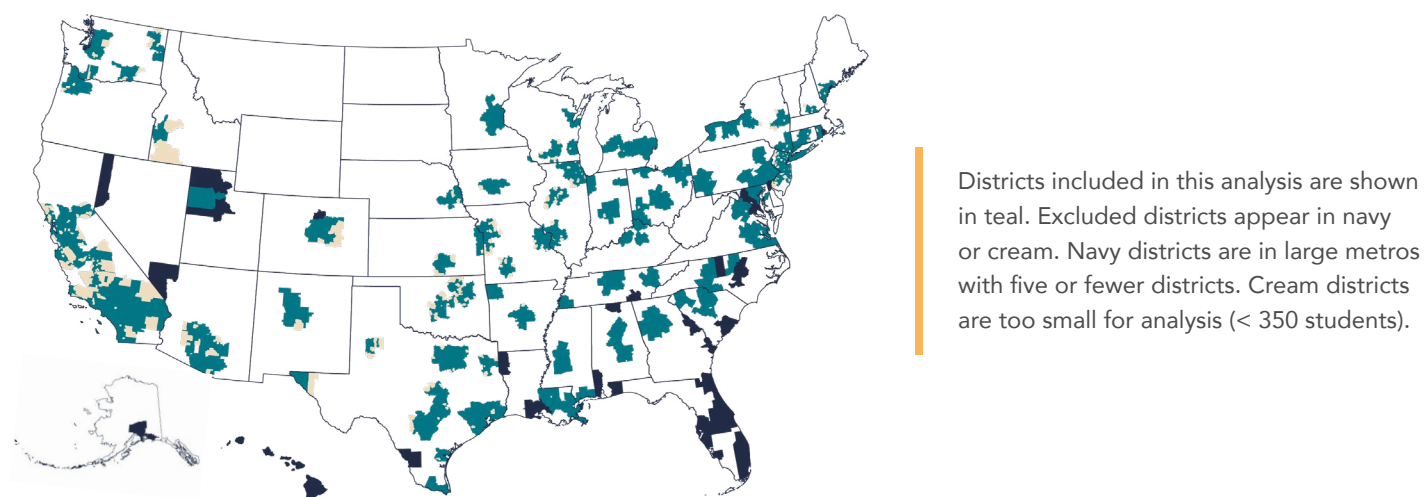 Districts included in this analysis are shown
in teal. Excluded districts appear in navy
or cream. Navy districts are in large metros
with five or fewer districts. Cream districts
are too small for analysis (< 350 students).